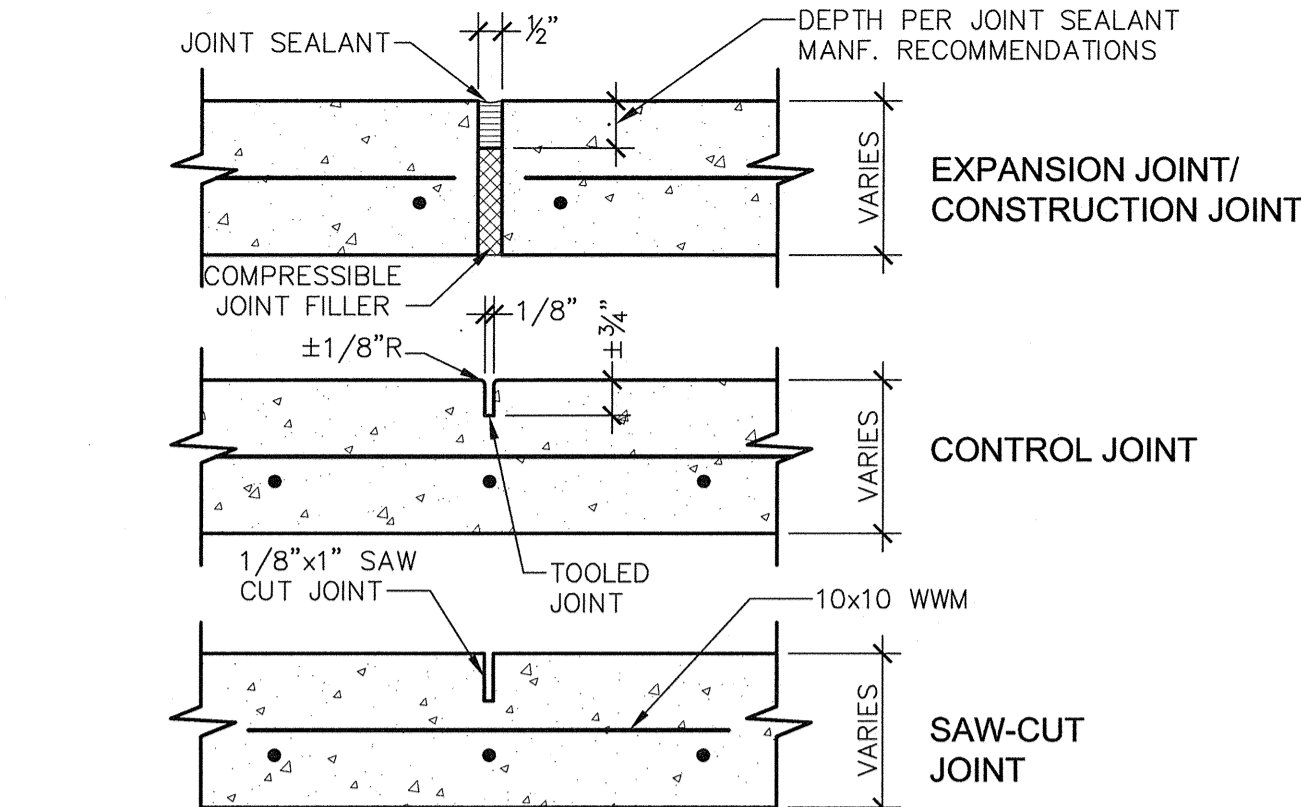 JOINT SEALANT
½"
DEPTH PER JOINT SEALANT
MANF. RECOMMENDATIONS
VARIES
EXPANSION JOINT/
CONSTRUCTION JOINT
COMPRESSIBLE
JOINT FILLER
1/8"
±3/4"
±1/8"R
VARIES
CONTROL JOINT
TOOLED
JOINT
1/8"x1" SAW
CUT JOINT
10x10 WWM
VARIES
SAW-CUT
JOINT